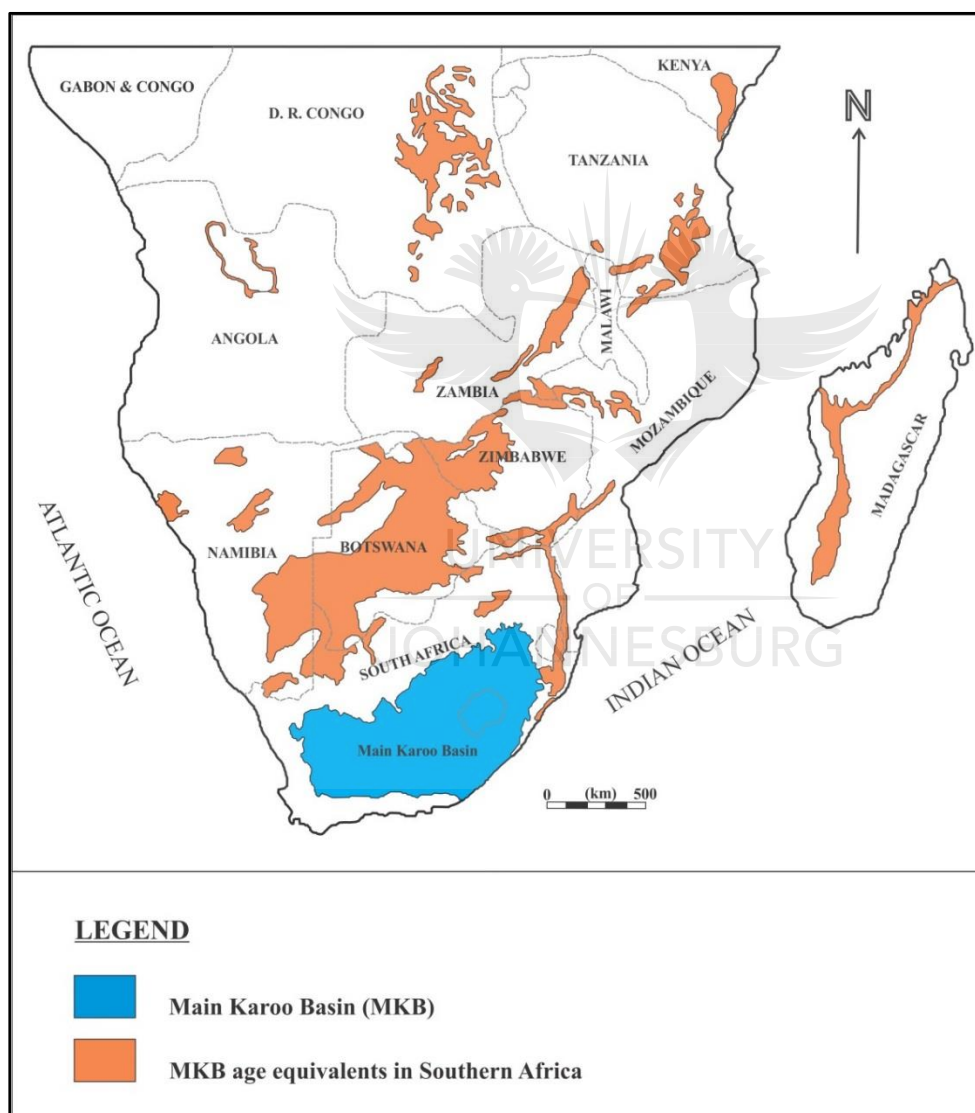 GABON & CONGO
D. R. CONGO
KENYA
N
TANZANIA
ANGOLA
MALAWI
ZAMBIA
MOZAMBIQUE
ZIMBABWE
MADAGASCAR
ATLANTIC OCEAN
NAMIBIA
BOTSWANA
UNIVERSITY
OF
JOHANNESBURG
SOUTH AFRICA
INDIAN OCEAN
Main Karoo Basin
0 (km) 500
LEGEND
Main Karoo Basin (MKB)
MKB age equivalents in Southern Africa